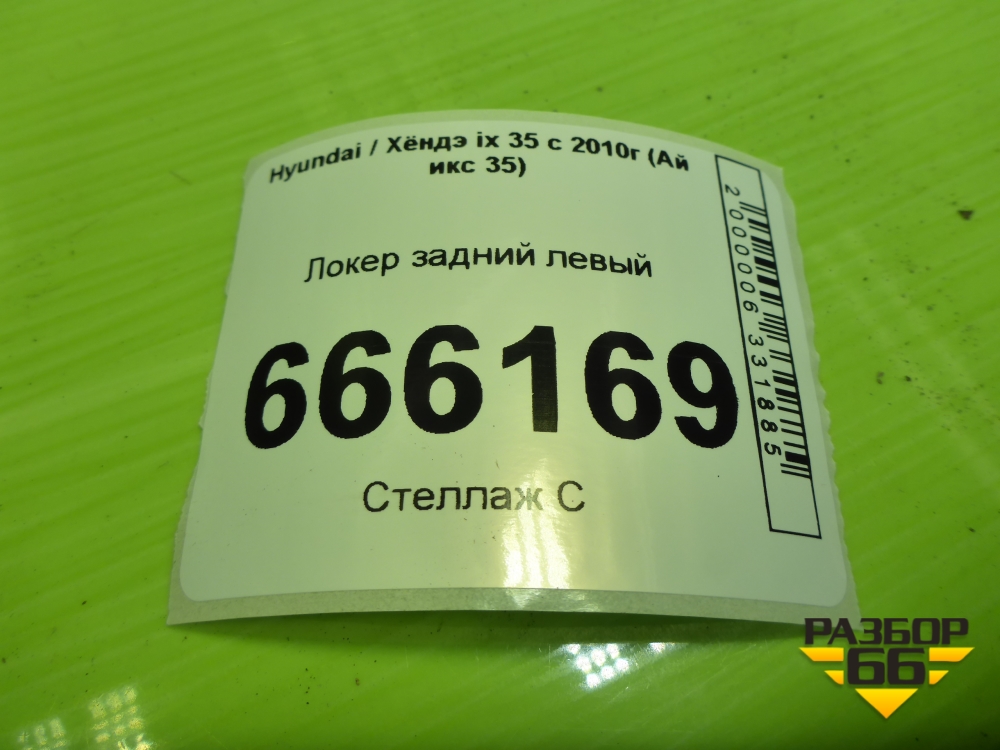 Hyundai / Хёндэ ix 35 с 2010г (Ай
икс 35)
Локер задний левый
666169
Стеллаж С
2000006331885
РАЗБОР
66